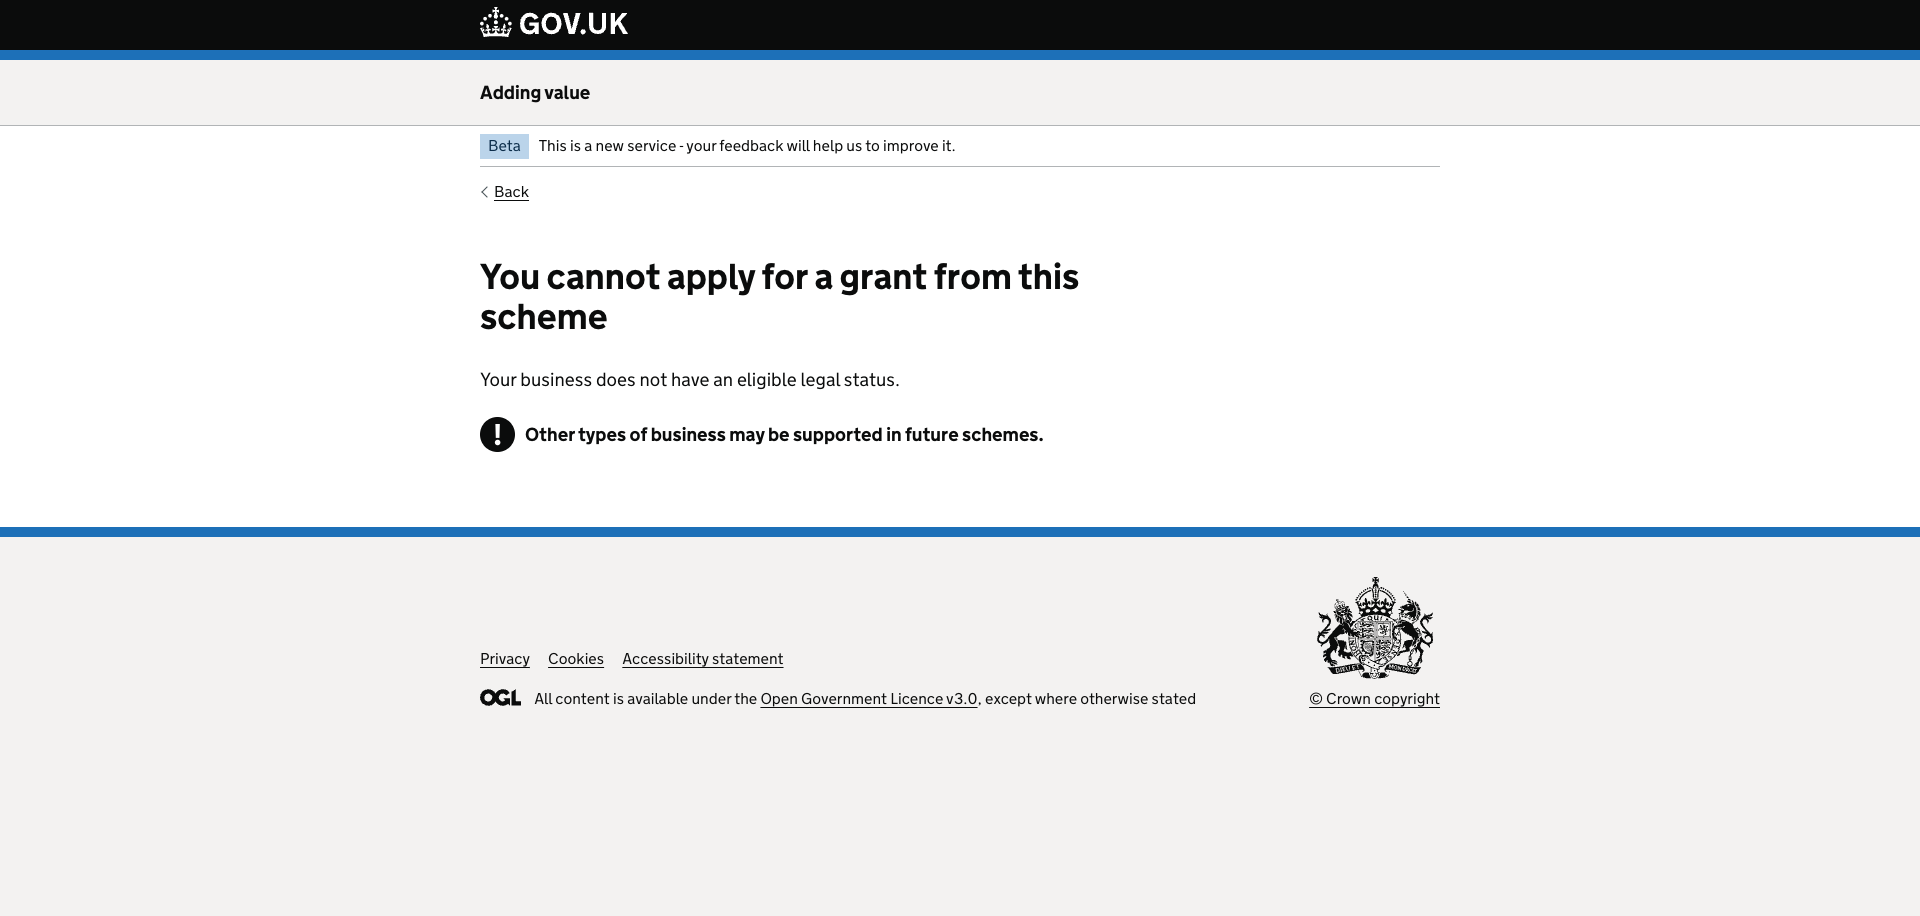 GOV.UK
Adding value
Beta This is a new service - your feedback will help us to improve it.
Back
You cannot apply for a grant from this
scheme
Your business does not have an eligible legal status.
! Other types of business may be supported in future schemes.
Privacy Cookies Accessibility statement
OGL All content is available under the Open Government Licence v3.0, except where otherwise stated
© Crown copyright